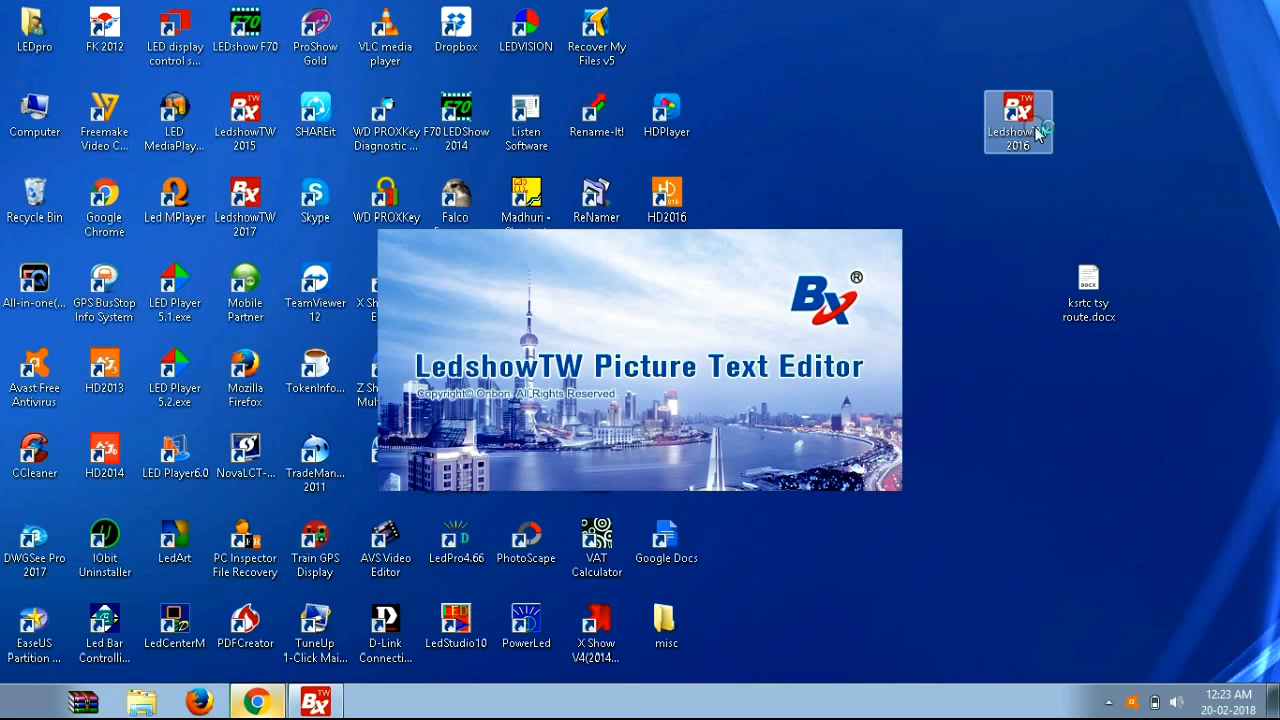 LEDpro
FK 2012
LED display
control s...
LEDshow F70
ProShow
Gold
VLC media
player
Dropbox
LEDVISION
Recover My
Files v5
Computer
Freemake
Video C...
LED
MediaPlay...
LedshowTW
2015
SHAREit
WD PROXKey
Diagnostic ...
F70 LEDShow
2014
Listen
Software
Rename-It!
HDPlayer
2016
Recycle Bin
Google
Chrome
Led MPlayer
LedshowTW
2017
Skype
WD PROXKey
Falco
Madhuri -
ReNamer
HD2016
BX ®
LedshowTW Picture Text Editor
Copyright© Onbon All Rights Reserved
All-in-one(...
GPS BusStop
Info System
LED Player
5.1.exe
Mobile
Partner
TeamViewer
12
X Sh
ksrtc tsy
route.docx
Avast Free
Antivirus
HD2013
LED Player
5.2.exe
Mozilla
Firefox
TokenInfo...
Z Sh
CCleaner
HD2014
LED Player6.0
NovaLCT-...
TradeMan...
2011
DWGSee Pro
2017
IObit
Uninstaller
LedArt
PC Inspector
File Recovery
Train GPS
Display
AVS Video
Editor
LedPro4.66
PhotoScape
VAT
Calculator
Google Docs
EaseUS
Partition ...
Led Bar
Controlli...
LedCenterM
PDFCreator
TuneUp
1-Click Mai...
D-Link
Connecti...
LedStudio10
PowerLed
X Show
V4(2014...
misc
12:23 AM
20-02-2018